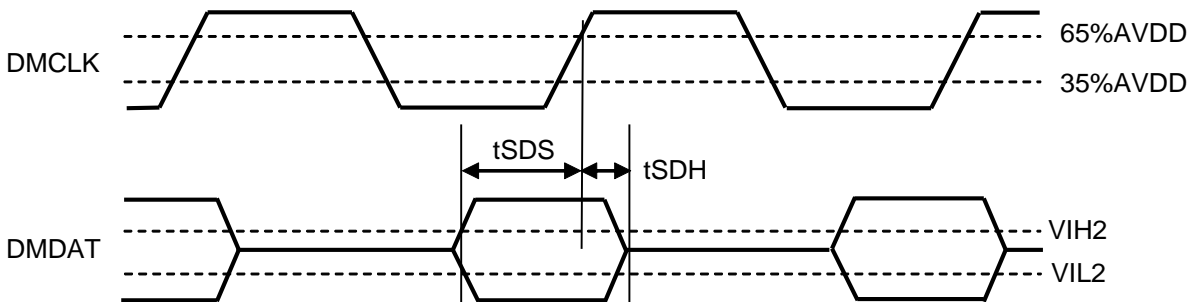 65%AVDD
DMCLK
35%AVDD
tSDS
tSDH
VIH2
DMDAT
VIL2